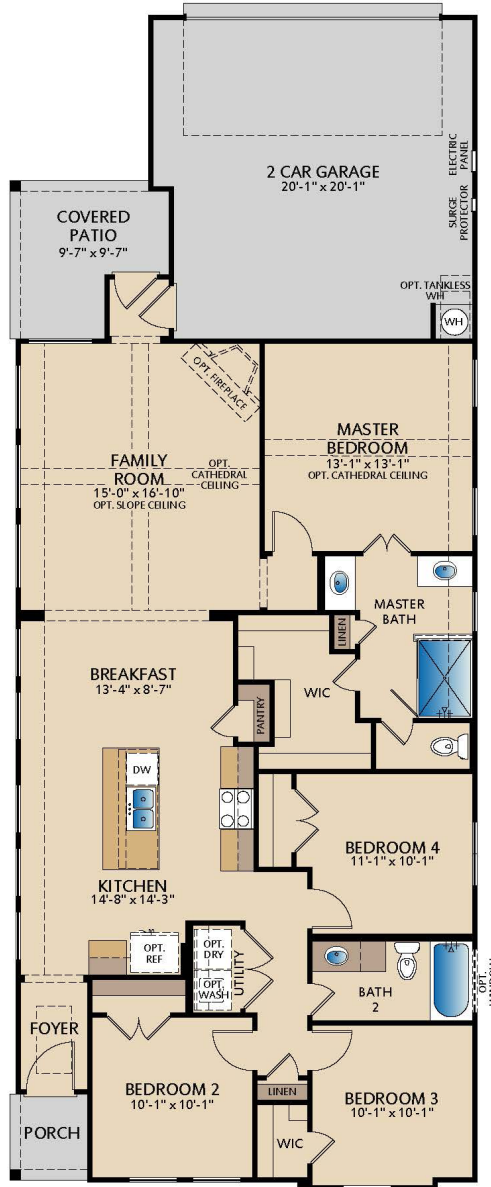 2 CAR GARAGE
20'-1" x 20'-1"
ELECTRIC
PANEL
SURGE
PROTECTOR
COVERED
PATIO
9'-7" x 9'-7"
OPT. TANKLESS
WH
WH
OPT. FIREPLACE
FAMILY
ROOM
15'-0" x 16'-10"
OPT. SLOPE CEILING
OPT.
CATHEDRAL
CEILING
MASTER
BEDROOM
13'-1" x 13'-1"
OPT. CATHEDRAL CEILING
MASTER
BATH
LINEN
BREAKFAST
13'-4" x 8'-7"
WIC
PANTRY
DW
KITCHEN
14'-8" x 14'-3"
BEDROOM 4
11'-1" x 10'-1"
OPT.
REF
OPT.
DRY
OPT.
WASH
UTILITY
BATH
2
OPT.
FOYER
BEDROOM 2
10'-1" x 10'-1"
LINEN
BEDROOM 3
10'-1" x 10'-1"
PORCH
WIC